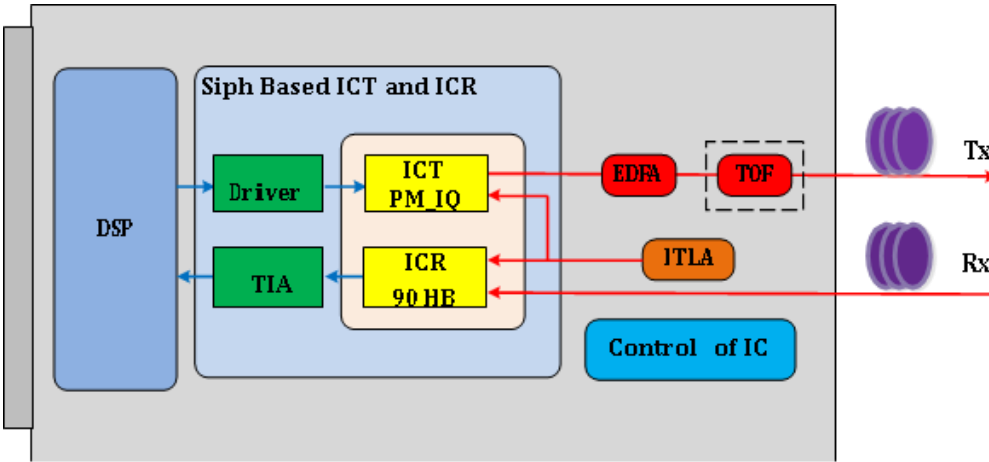 Siph Based ICT and ICR
DSP
Driver
ICT
PM_IQ
EDFA
TOF
Tx
TIA
ICR
90 HB
ITLA
Rx
Control of IC